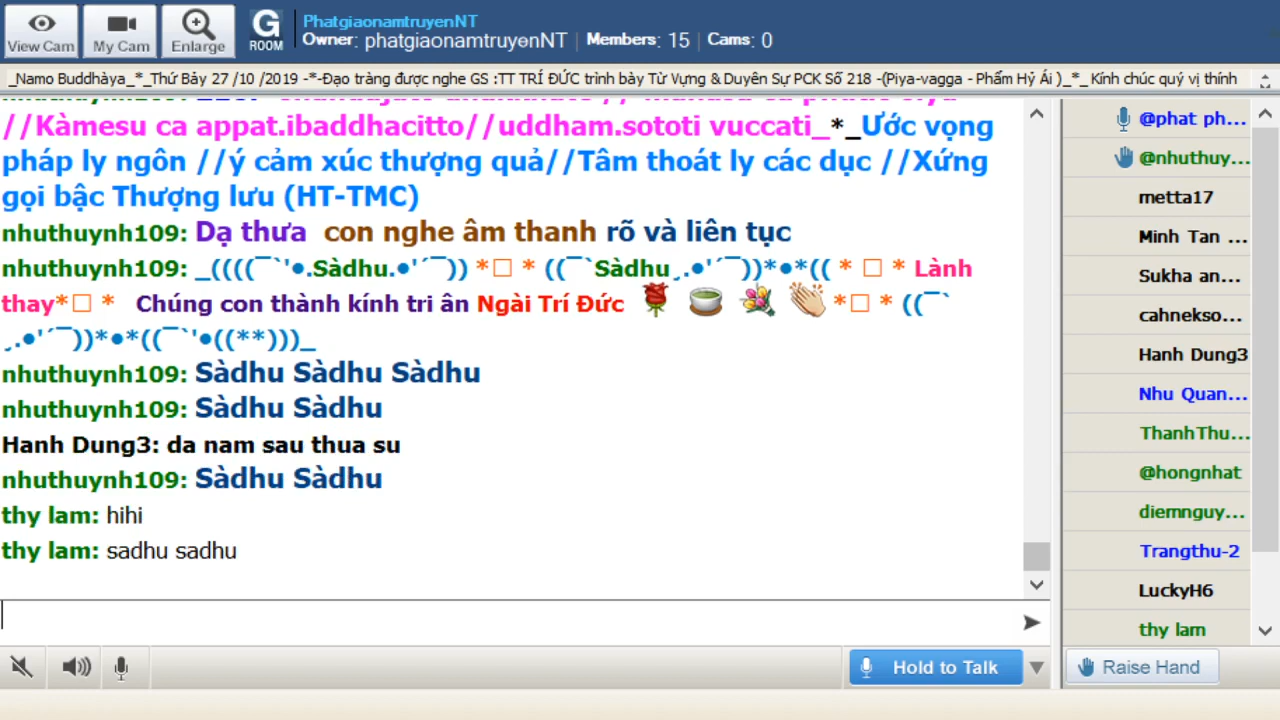 View Cam
My Cam
Enlarge
G
ROOM
PhatgiaonamtruyenNT
Owner: phatgiaonamtruyenNT | Members: 15 | Cams: 0
_Namo Buddhàya_*_Thứ Bảy 27 /10 /2019 -*-Đạo tràng được nghe GS :TT TRÍ ĐỨC trình bày Từ Vựng & Duyên Sự PCK Số 218 -(Piya-vagga - Phẩm Hỷ Ái )_*_ Kính chúc quý vị thính
//Kàmesu ca appat.ibaddhacitto//uddham.sototi vuccati_*_Ước vọng
pháp ly ngôn //ý cảm xúc thượng quả//Tâm thoát ly các dục //Xứng
gọi bậc Thượng lưu (HT-TMC)
nhuthuynh109: Dạ thưa con nghe âm thanh rõ và liên tục
nhuthuynh109: _((((¯`'●.Sàdhu.●'´¯)) *□ * ((¯`Sàdhu¸.●'´¯))*●*(( * □ * Lành
thay*□ * Chúng con thành kính tri ân Ngài Trí Đức *□ * ((¯`
¸.●'´¯))*●*((¯`'●((**)))_
nhuthuynh109: Sàdhu Sàdhu Sàdhu
nhuthuynh109: Sàdhu Sàdhu
Hanh Dung3: da nam sau thua su
nhuthuynh109: Sàdhu Sàdhu
thy lam: hihi
thy lam: sadhu sadhu
@phat ph...
@nhuthuy...
metta17
Minh Tan ...
Sukha an...
cahnekso...
Hanh Dung3
Nhu Quan...
ThanhThu...
@hongnhat
diemnguy...
Trangthu-2
LuckyH6
thy lam
Hold to Talk
Raise Hand